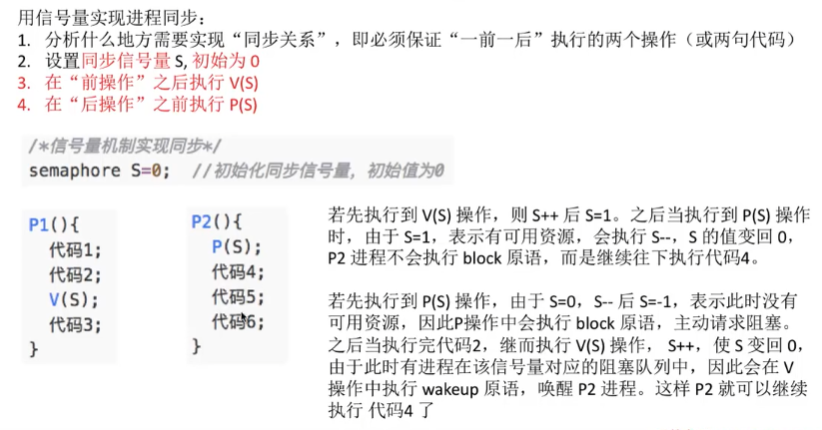 用信号量实现进程同步：
1. 分析什么地方需要实现“同步关系”，即必须保证“一前一后”执行的两个操作（或两句代码）
2. 设置同步信号量 S, 初始为 0
3. 在“前操作”之后执行 V(S)
4. 在“后操作”之前执行 P(S)
/*信号量机制实现同步*/
semaphore S=0; //初始化同步信号量，初始值为0
P1(){
代码1;
代码2;
V(S);
代码3;
}
P2(){
P(S);
代码4;
代码5;
代码6;
}
若先执行到 V(S) 操作，则 S++ 后 S=1。之后当执行到 P(S) 操作
时，由于 S=1，表示有可用资源，会执行 S--，S 的值变回 0，
P2 进程不会执行 block 原语，而是继续往下执行代码4。
若先执行到 P(S) 操作，由于 S=0，S-- 后 S=-1，表示此时没有
可用资源，因此P操作中会执行 block 原语，主动请求阻塞。
之后当执行完代码2，继而执行 V(S) 操作， S++，使 S 变回 0，
由于此时有进程在该信号量对应的阻塞队列中，因此会在 V
操作中执行 wakeup 原语，唤醒 P2 进程。这样 P2 就可以继续
执行 代码4 了